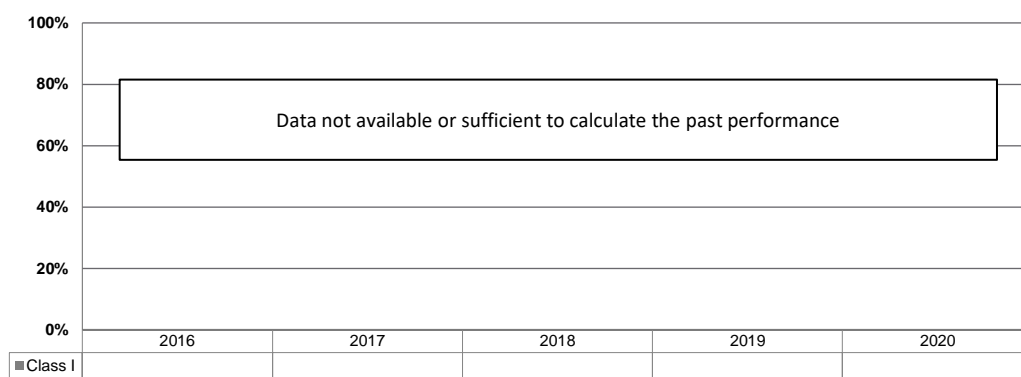 100%
80%
Data not available or sufficient to calculate the past performance
60%
40%
20%
0%
2016 2017 2018 2019 2020
Class I